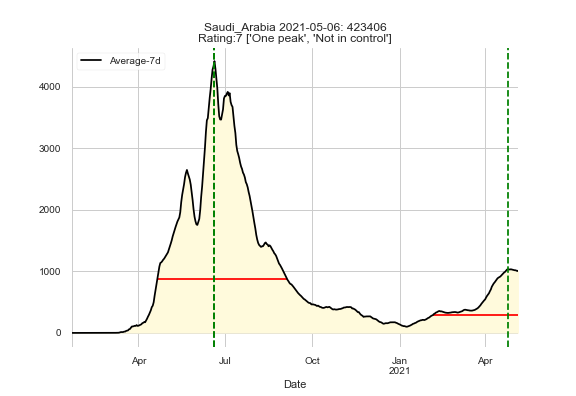 Saudi_Arabia 2021-05-06: 423406
Rating:7 ['One peak', 'Not in control']
Average-7d
4000
3000
2000
1000
0
Apr
Jul
Oct
Jan
2021
Apr
Date